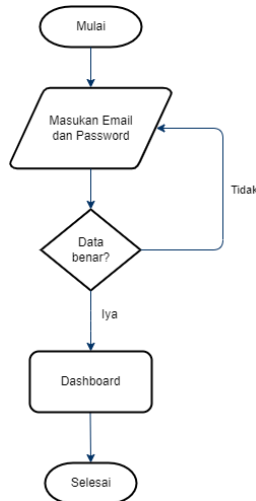 Mulai
Masukan Email
dan Password
Data
benar?
Tidak
Iya
Dashboard
Selesai